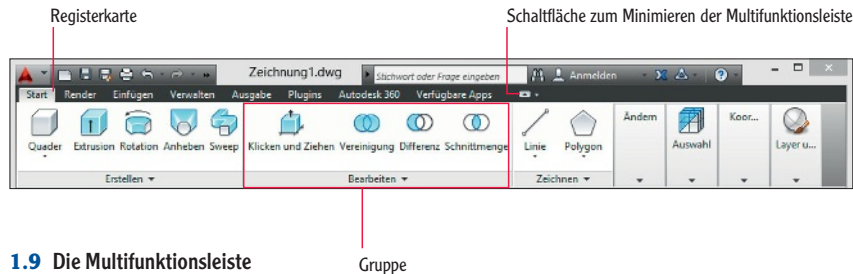 Registerkarte Schaltfläche zum Minimieren der Multifunktionsleiste
Zeichnung1.dwg Stichwort oder Frage eingeben Anmelden
Start Render Einfügen Verwalten Ausgabe Plugins Autodesk 360 Verfügbare Apps
Quader Extrusion Rotation Anheben Sweep Klicken und Ziehen Vereinigung Differenz Schnittmenge Linie Polygon Ändern Auswahl Koor... Layer u...
Erstellen Bearbeiten Zeichnen
1.9 Die Multifunktionsleiste Gruppe